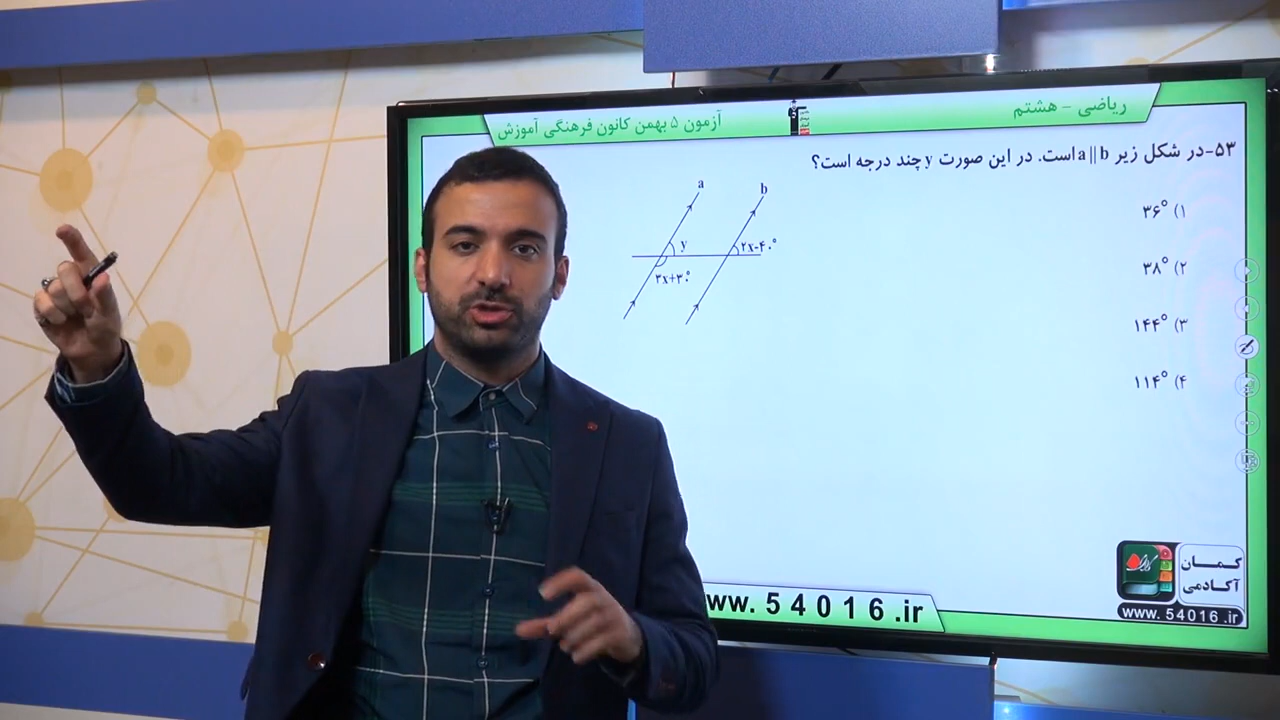 ریاضی - هشتم
آزمون ۵ بهمن کانون فرهنگی آموزش
۵۳-در شکل زیر a || b است. در این صورت y چند درجه است؟
a
b
y
۲x-۴۰°
۳x+۳۰°
۱) ۳۶°
۲) ۳۸°
۳) ۱۴۴°
۴) ۱۱۴°
کمان
آکادمی
www. 54016 .ir
www. 54016 .ir